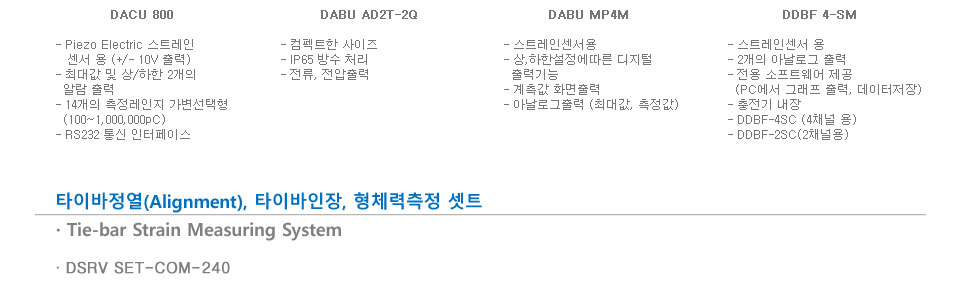 DACU 800
- Piezo Electric 스트레인
센서 용 (+/- 10V 출력)
- 최대값 및 상/하한 2개의
알람 출력
- 14개의 측정레인지 가변선택형
(100~1,000,000pC)
- RS232 통신 인터페이스
DABU AD2T-2Q
- 컴팩트한 사이즈
- IP65 방수 처리
- 전류, 전압출력
DABU MP4M
- 스트레인센서용
- 상,하한설정에따른 디지털
출력기능
- 계측값 화면출력
- 아날로그출력 (최대값, 측정값)
DDBF 4-SM
- 스트레인센서 용
- 2개의 아날로그 출력
- 전용 소프트웨어 제공
(PC에서 그래프 출력, 데이터저장)
- 충전기 내장
- DDBF-4SC (4채널 용)
- DDBF-2SC(2채널용)
타이바정열(Alignment), 타이바인장, 형체력측정 셋트
· Tie-bar Strain Measuring System
· DSRV SET-COM-240